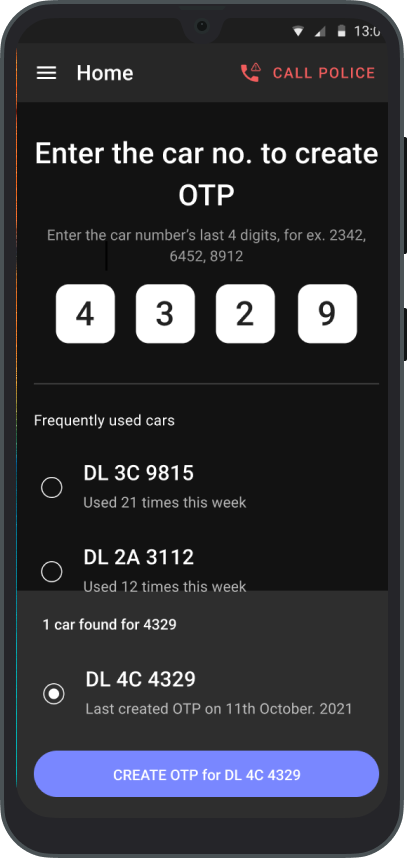 13:0
Home
CALL POLICE
Enter the car no. to create
OTP
Enter the car number's last 4 digits, for ex. 2342,
6452, 8912
4 3 2 9
Frequently used cars
DL 3C 9815
Used 21 times this week
DL 2A 3112
Used 12 times this week
1 car found for 4329
DL 4C 4329
Last created OTP on 11th October. 2021
CREATE OTP for DL 4C 4329